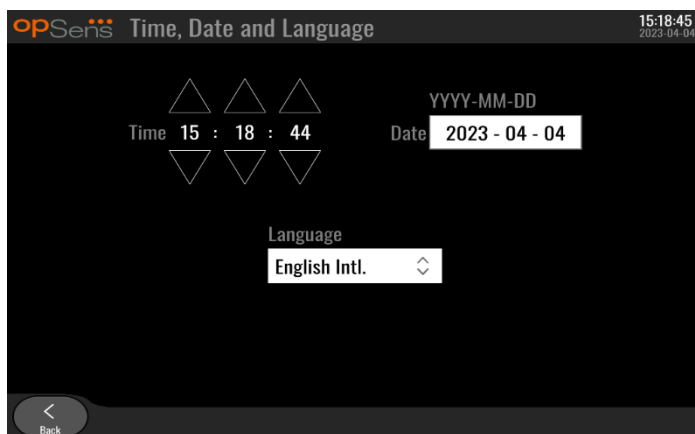 opSens Time, Date and Language
15:18:45
2023-04-04
YYYY-MM-DD
Time 15 : 18 : 44
Date 2023 - 04 - 04
Language
English Intl.
Back